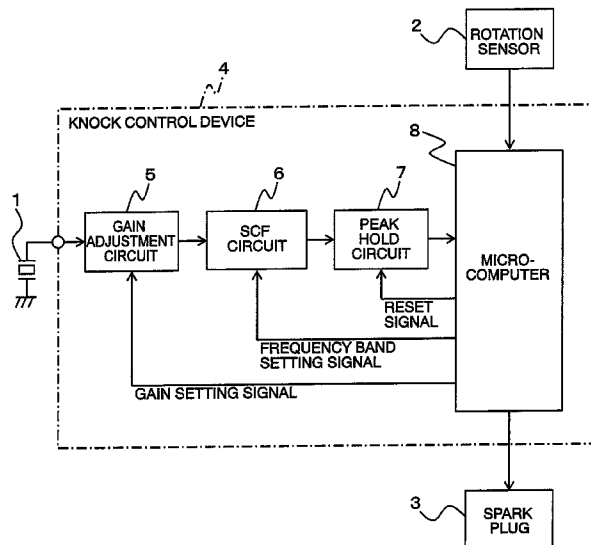 2
ROTATION
SENSOR
4
KNOCK CONTROL DEVICE
8
1
5
6
7
GAIN
ADJUSTMENT
CIRCUIT
SCF
CIRCUIT
PEAK
HOLD
CIRCUIT
MICRO-
COMPUTER
RESET
SIGNAL
FREQUENCY BAND
SETTING SIGNAL
GAIN SETTING SIGNAL
3
SPARK
PLUG